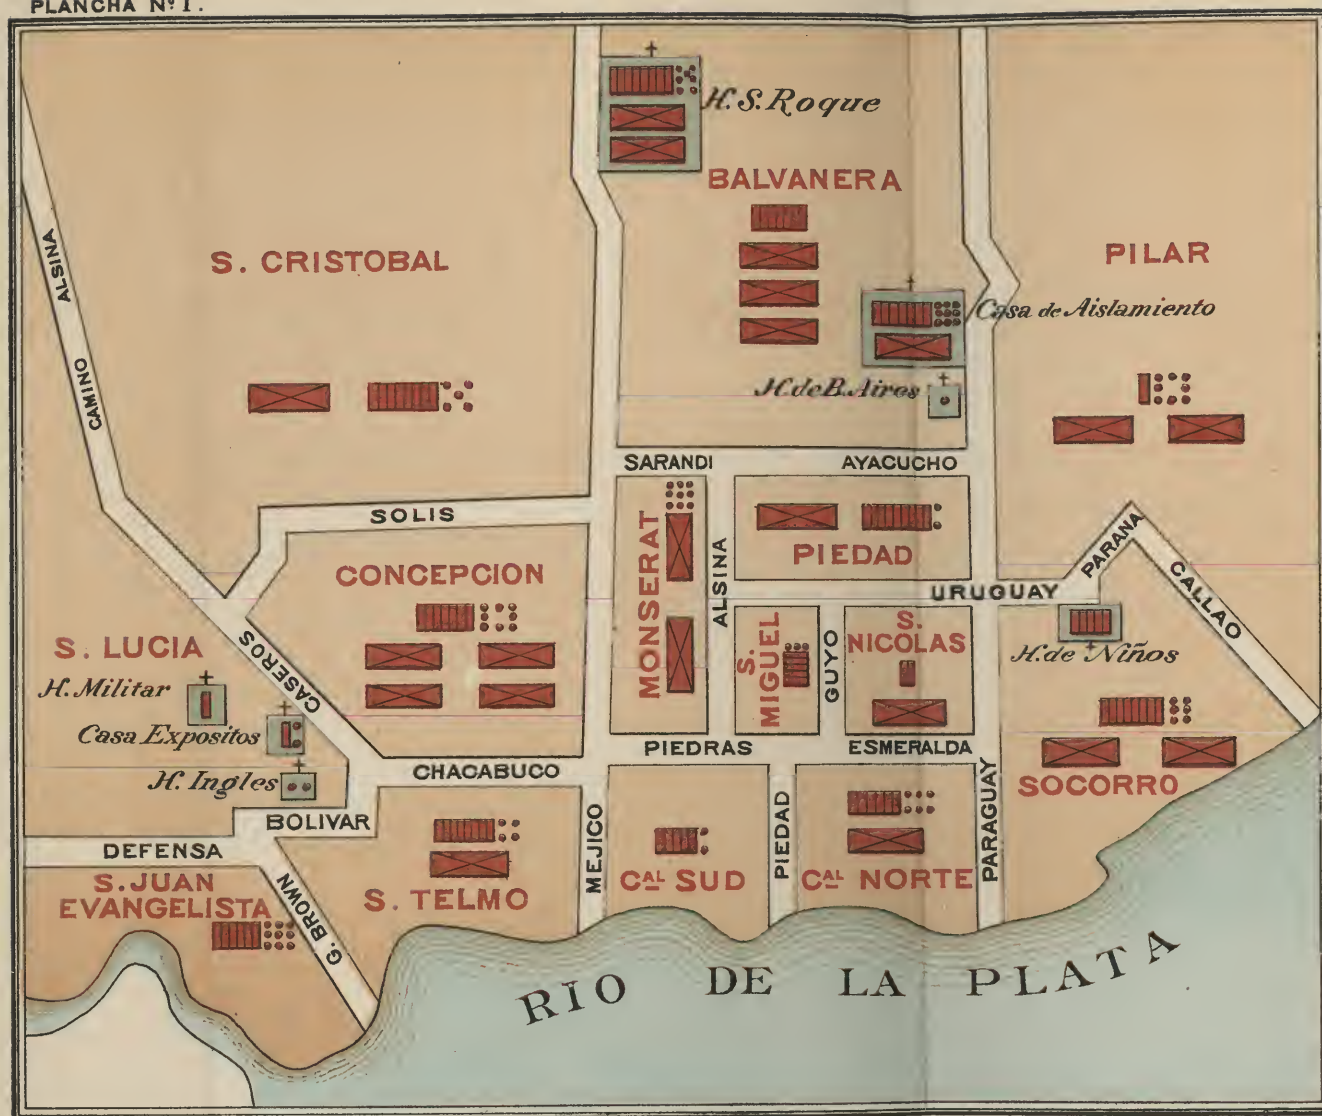 PLANCHA Nº 1.
H. S. Roque
BALVANERA
S. CRISTOBAL
PILAR
ALSINA
CAMINO
Casa de Aislamiento
H. de B. Aires
SARANDI
AYACUCHO
SOLIS
MONSERAT
ALSINA
PIEDAD
PARANA
CALLAO
CONCEPCION
URUGUAY
S. LUCIA
CASEROS
S.
MIGUEL
GUYO
S.
NICOLAS
H. de Niños
H. Militar
Casa Expositos
H. Ingles
PIEDRAS
ESMERALDA
CHACABUCO
SOCORRO
BOLIVAR
DEFENSA
MEJICO
PIEDAD
PARAGUAY
S. JUAN
EVANGELISTA
G. BROWN
S. TELMO
CAL SUD
CAL NORTE
RIO DE LA PLATA